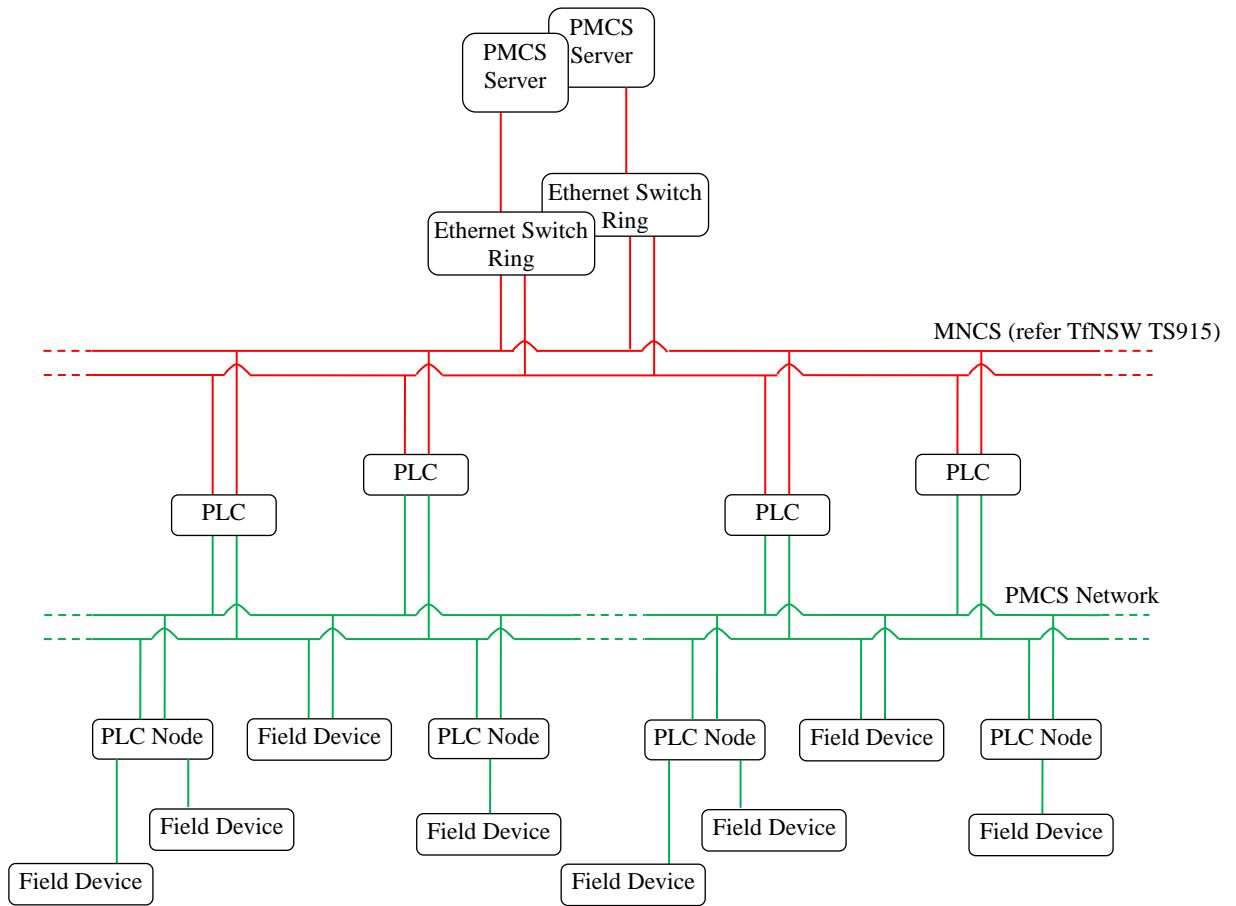 PMCS
Server
PMCS
Server
Ethernet Switch
Ring
Ethernet Switch
Ring
MNCS (refer TfNSW TS915)
PLC
PLC
PLC
PLC
PMCS Network
PLC Node
Field Device
PLC Node
PLC Node
Field Device
PLC Node
Field Device
Field Device
Field Device
Field Device
Field Device
Field Device